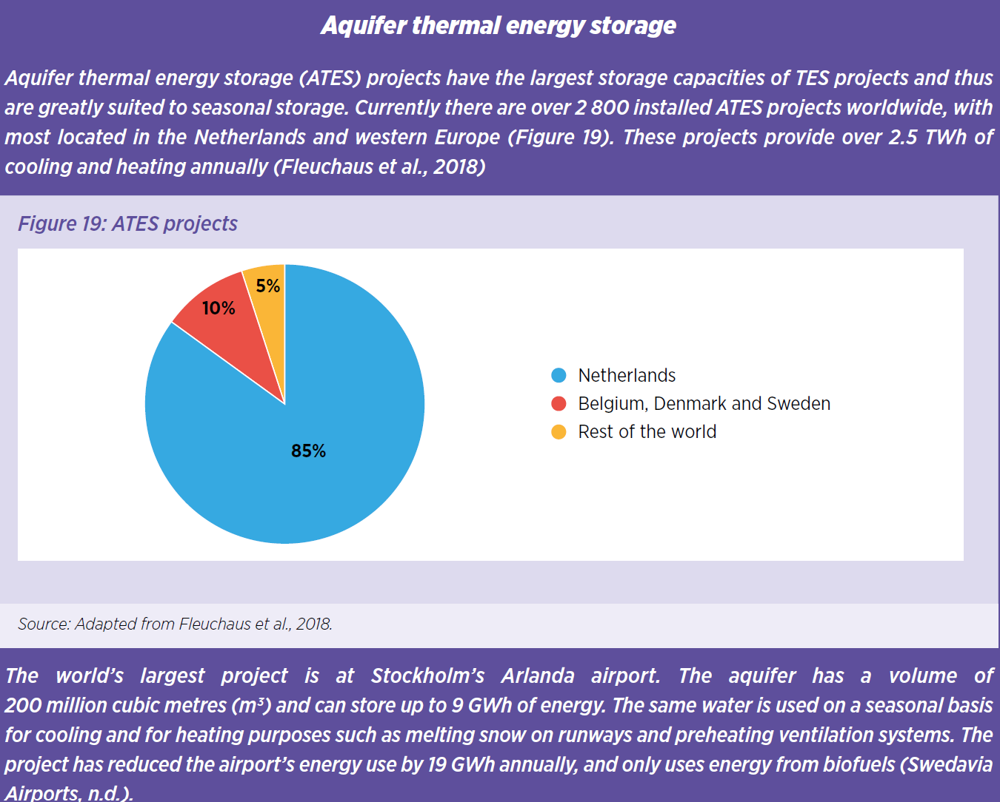 Aquifer thermal energy storage
Aquifer thermal energy storage (ATES) projects have the largest storage capacities of TES projects and thus
are greatly suited to seasonal storage. Currently there are over 2 800 installed ATES projects worldwide, with
most located in the Netherlands and western Europe (Figure 19). These projects provide over 2.5 TWh of
cooling and heating annually (Fleuchaus et al., 2018)
Figure 19: ATES projects
5%
10%
85%
Netherlands
Belgium, Denmark and Sweden
Rest of the world
Source: Adapted from Fleuchaus et al., 2018.
The world's largest project is at Stockholm's Arlanda airport. The aquifer has a volume of
200 million cubic metres (m³) and can store up to 9 GWh of energy. The same water is used on a seasonal basis
for cooling and for heating purposes such as melting snow on runways and preheating ventilation systems. The
project has reduced the airport's energy use by 19 GWh annually, and only uses energy from biofuels (Swedavia
Airports, n.d.).